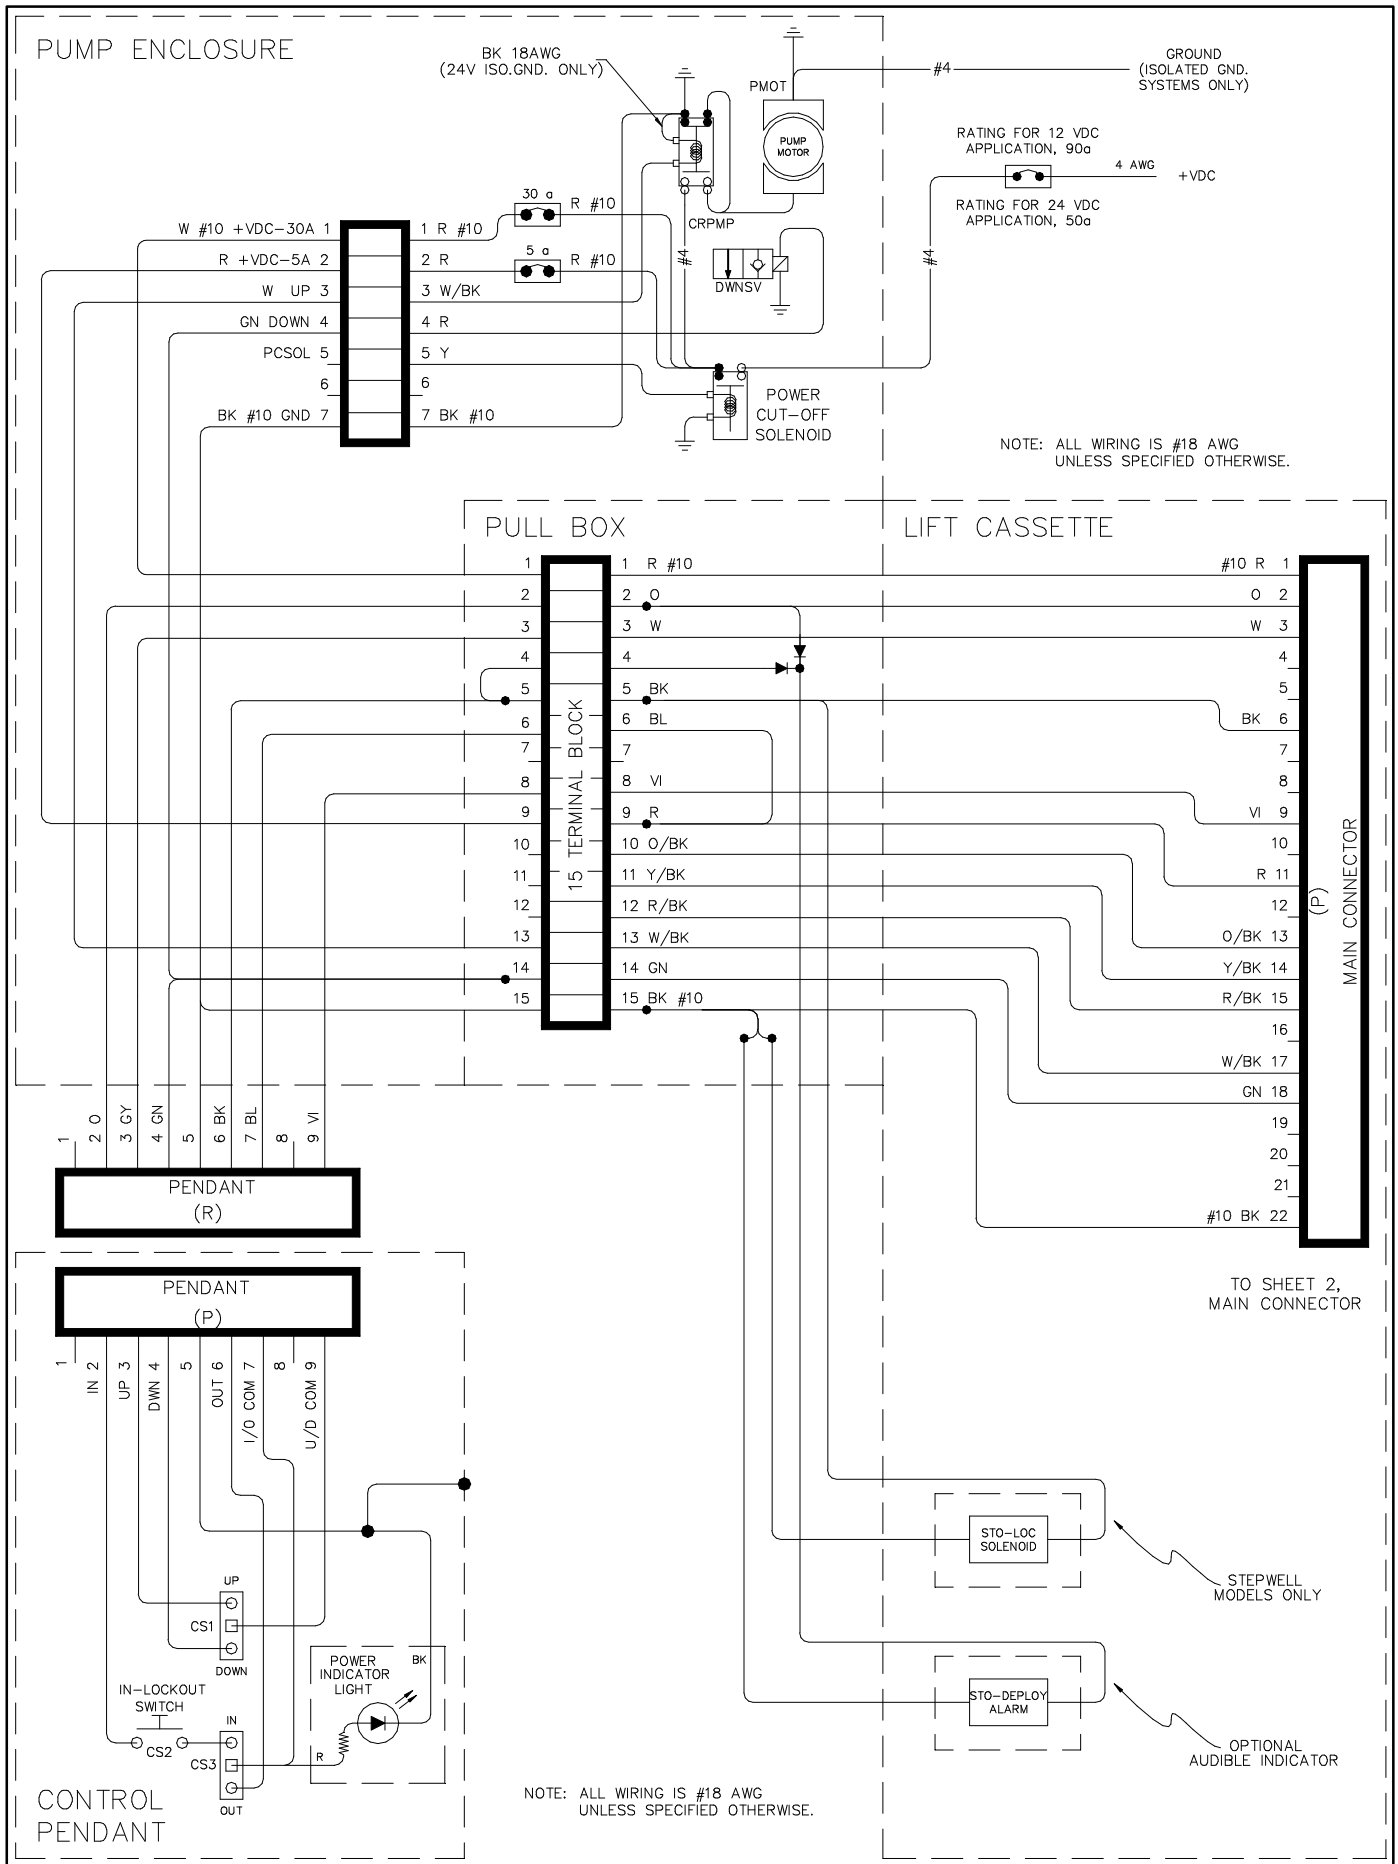 PUMP ENCLOSURE
BK 18AWG
(24V ISO.GND. ONLY)
PMOT
#4
GROUND
(ISOLATED GND.
SYSTEMS ONLY)
PUMP
MOTOR
RATING FOR 12 VDC
APPLICATION, 90a
4 AWG
+VDC
RATING FOR 24 VDC
APPLICATION, 50a
CRPMP
#4
#4
DWNSV
30 a
R #10
5 a
R #10
W #10 +VDC-30A 1
R +VDC-5A 2
W UP 3
GN DOWN 4
PCSOL 5
6
BK #10 GND 7
1 R #10
2 R
3 W/BK
4 R
5 Y
6
7 BK #10
POWER
CUT-OFF
SOLENOID
NOTE: ALL WIRING IS #18 AWG
UNLESS SPECIFIED OTHERWISE.
PULL BOX
LIFT CASSETTE
1
2
3
4
5
6
7
8
9
10
11
12
13
14
15
15 TERMINAL BLOCK
1 R #10
2 O
3 W
4
5 BK
6 BL
7
8 VI
9 R
10 O/BK
11 Y/BK
12 R/BK
13 W/BK
14 GN
15 BK #10
#10 R 1
O 2
W 3
4
5
BK 6
7
8
VI 9
10
R 11
12
O/BK 13
Y/BK 14
R/BK 15
16
W/BK 17
GN 18
19
20
21
#10 BK 22
(P)
MAIN CONNECTOR
TO SHEET 2,
MAIN CONNECTOR
1
2 O
3 GY
4 GN
5
6 BK
7 BL
8
9 VI
PENDANT
(R)
PENDANT
(P)
1
IN 2
UP 3
DWN 4
5
OUT 6
I/O COM 7
8
U/D COM 9
UP
CS1
DOWN
IN-LOCKOUT
SWITCH
CS2
IN
CS3
OUT
POWER
INDICATOR
LIGHT
BK
R
CONTROL
PENDANT
STO-LOC
SOLENOID
STEPWELL
MODELS ONLY
STO-DEPLOY
ALARM
OPTIONAL
AUDIBLE INDICATOR
NOTE: ALL WIRING IS #18 AWG
UNLESS SPECIFIED OTHERWISE.